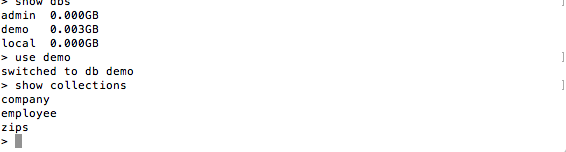 > show dbs
admin  0.000GB
demo   0.003GB
local  0.000GB
> use demo
switched to db demo
> show collections
company
employee
zips
>